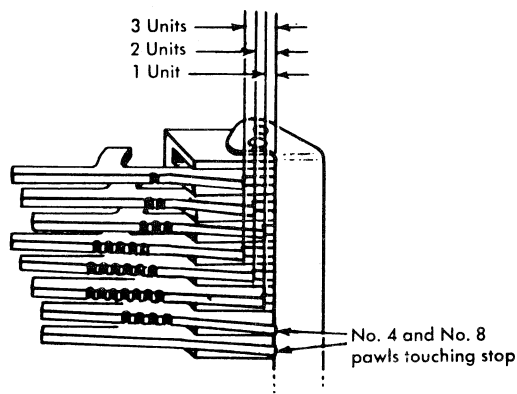 3 Units
2 Units
1 Unit
No. 4 and No. 8
pawls touching stop